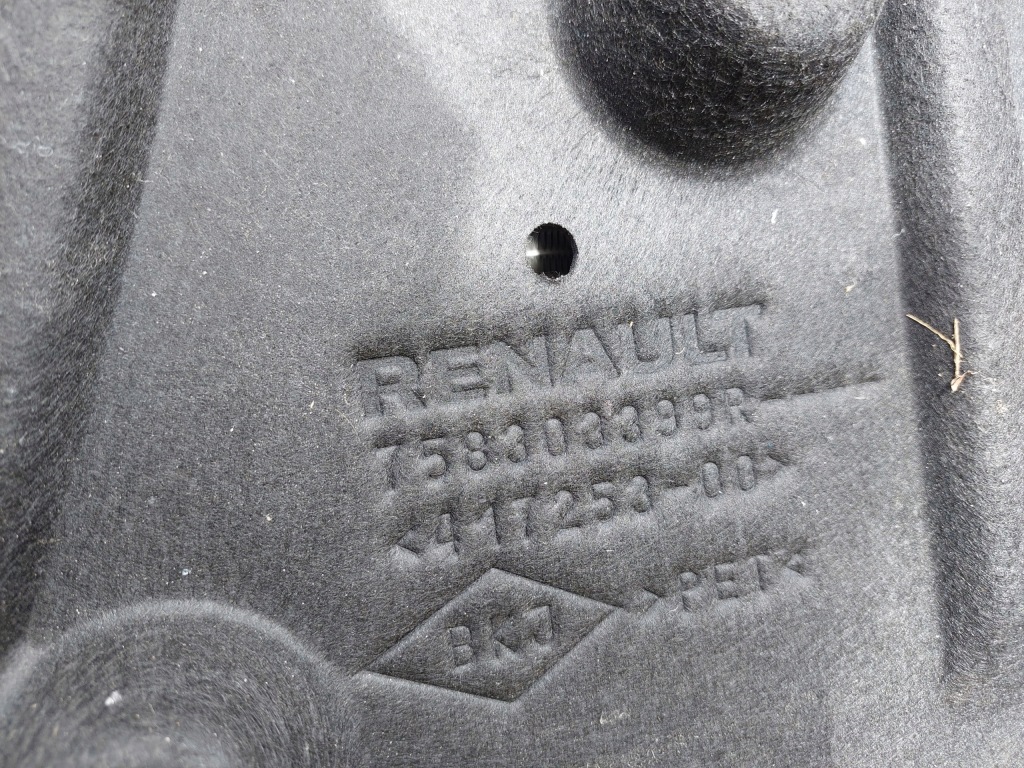 RENAULT
758303399R
<417253-00>
>PET<
BKJ